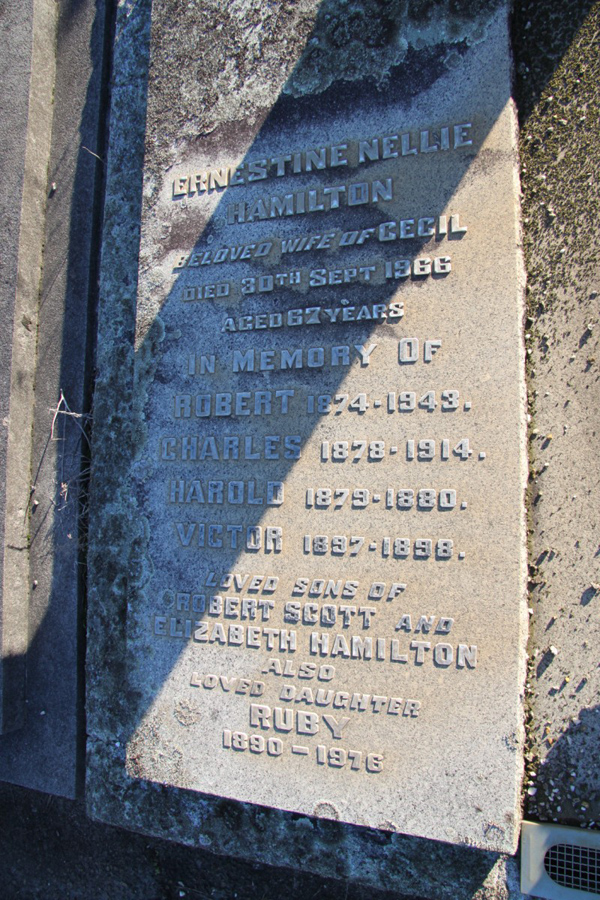 ERNESTINE NELLIE
HAMILTON
BELOVED WIFE OF CECIL
DIED 30TH SEPT 1966
AGED 67 YEARS
IN MEMORY OF
ROBERT 1874-1943.
CHARLES 1878-1914.
HAROLD 1879-1880.
VICTOR 1897-1898.
LOVED SONS OF
ROBERT SCOTT AND
ELIZABETH HAMILTON
ALSO
LOVED DAUGHTER
RUBY
1890-1976